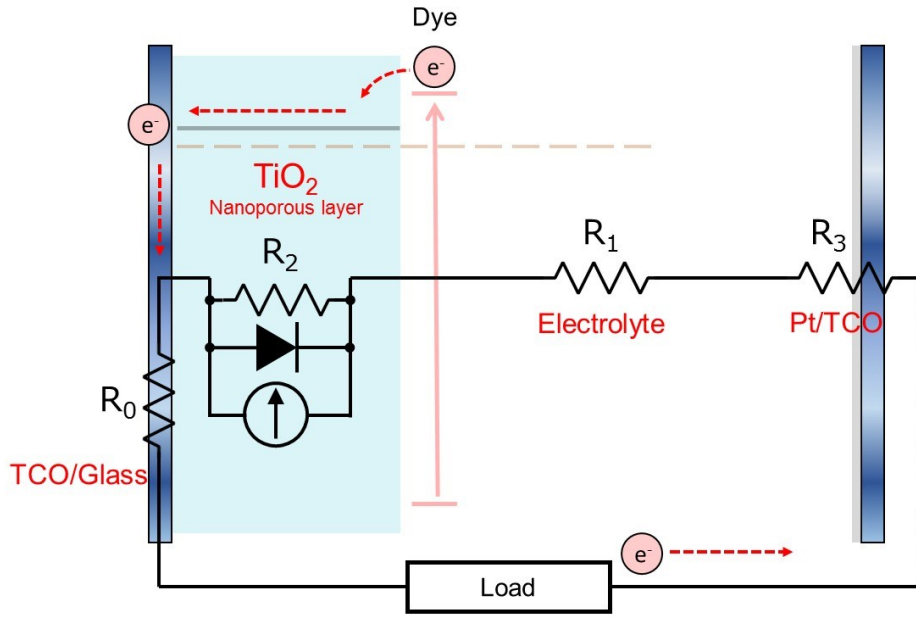 Dye
e-
e-
TiO2
Nanoporous layer
R2
R1
R3
Electrolyte
Pt/TCO
R0
TCO/Glass
e-
Load